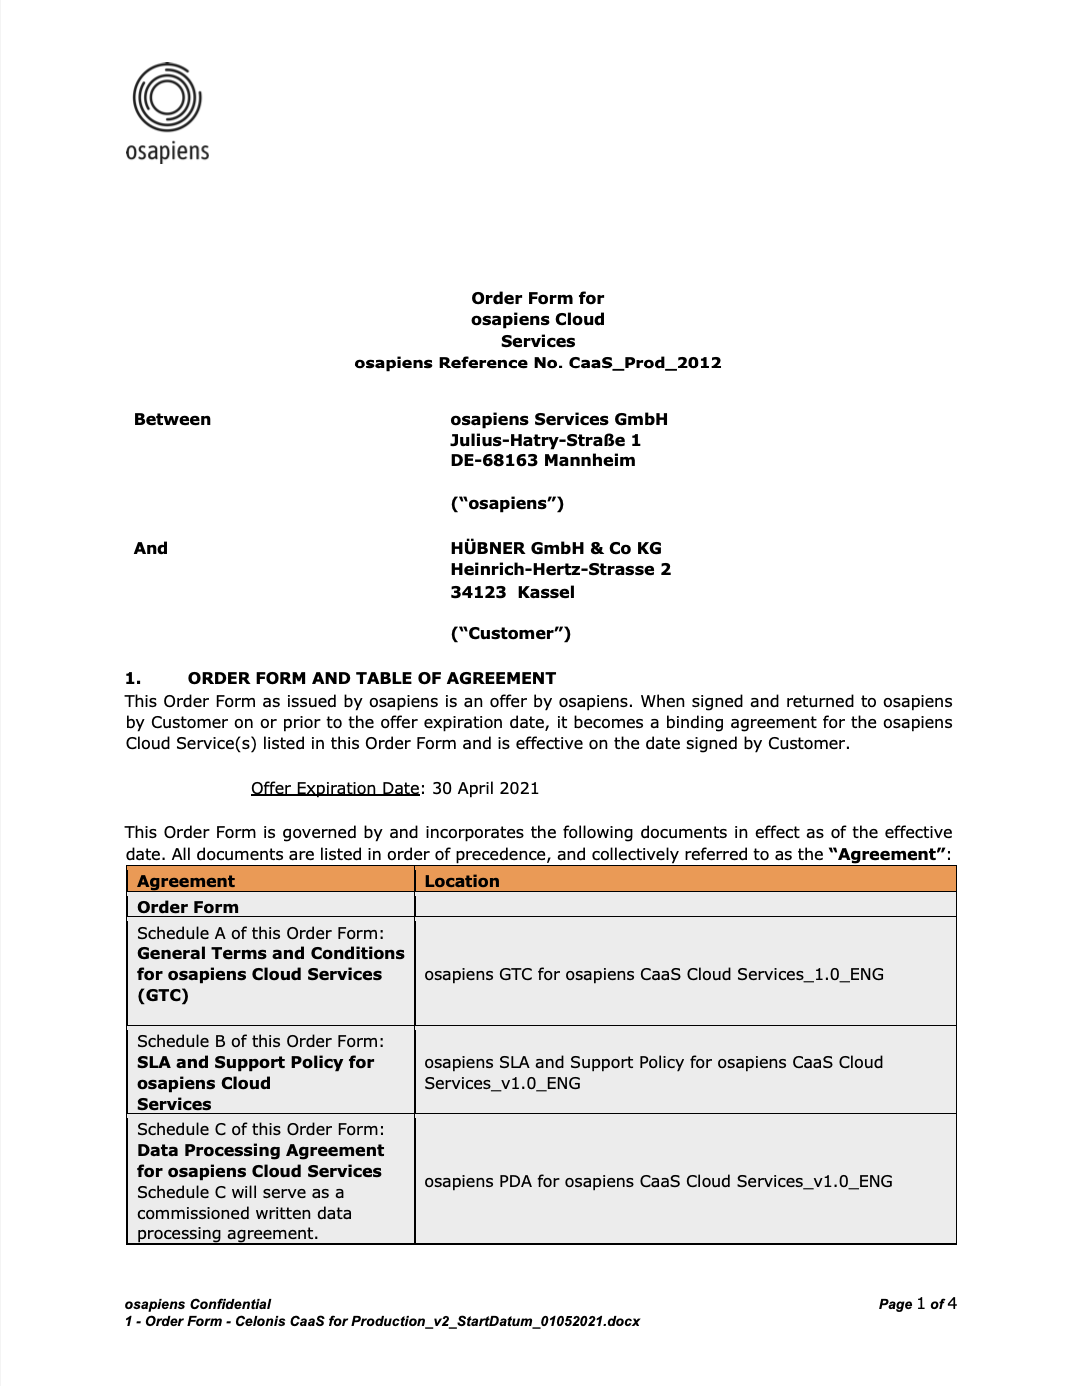 osapiens
Order Form for
osapiens Cloud
Services
osapiens Reference No. CaaS_Prod_2012
Between
osapiens Services GmbH
Julius-Hatry-Straße 1
DE-68163 Mannheim
(“osapiens”)
And
HÜBNER GmbH & Co KG
Heinrich-Hertz-Strasse 2
34123  Kassel
(“Customer”)
1. ORDER FORM AND TABLE OF AGREEMENT
This Order Form as issued by osapiens is an offer by osapiens. When signed and returned to osapiens
by Customer on or prior to the offer expiration date, it becomes a binding agreement for the osapiens
Cloud Service(s) listed in this Order Form and is effective on the date signed by Customer.
Offer Expiration Date: 30 April 2021
This Order Form is governed by and incorporates the following documents in effect as of the effective
date. All documents are listed in order of precedence, and collectively referred to as the “Agreement”:
Agreement Location
Order Form
Schedule A of this Order Form:
General Terms and Conditions
for osapiens Cloud Services
(GTC)
osapiens GTC for osapiens CaaS Cloud Services_1.0_ENG
Schedule B of this Order Form:
SLA and Support Policy for
osapiens Cloud
Services
osapiens SLA and Support Policy for osapiens CaaS Cloud
Services_v1.0_ENG
Schedule C of this Order Form:
Data Processing Agreement
for osapiens Cloud Services
Schedule C will serve as a
commissioned written data
processing agreement.
osapiens PDA for osapiens CaaS Cloud Services_v1.0_ENG
osapiens Confidential Page 1 of 4
1 - Order Form - Celonis CaaS for Production_v2_StartDatum_01052021.docx